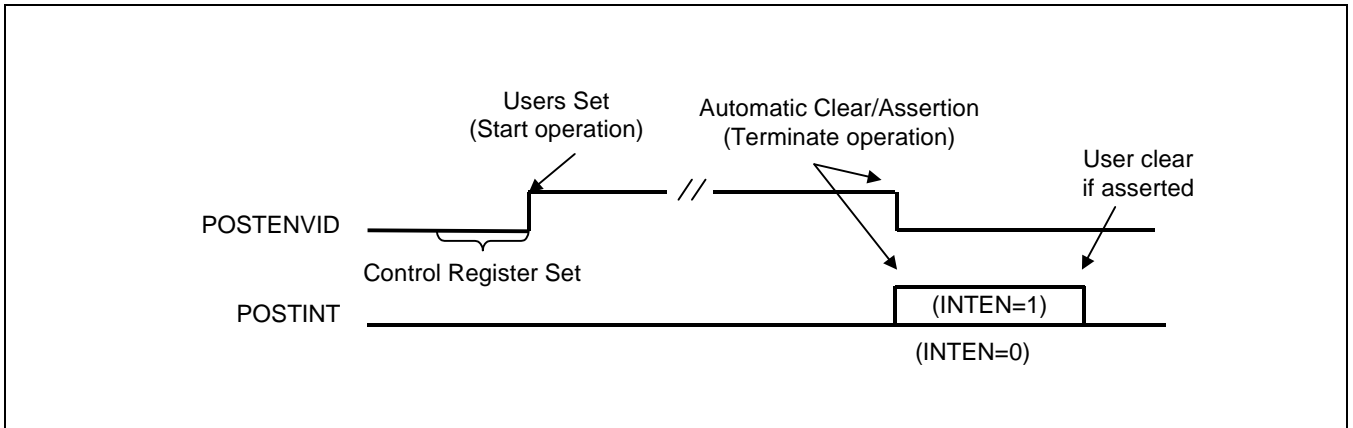 Users Set
(Start operation)
Automatic Clear/Assertion
(Terminate operation)
User clear
if asserted
//
POSTENVID
Control Register Set
POSTINT
(INTEN=1)
(INTEN=0)